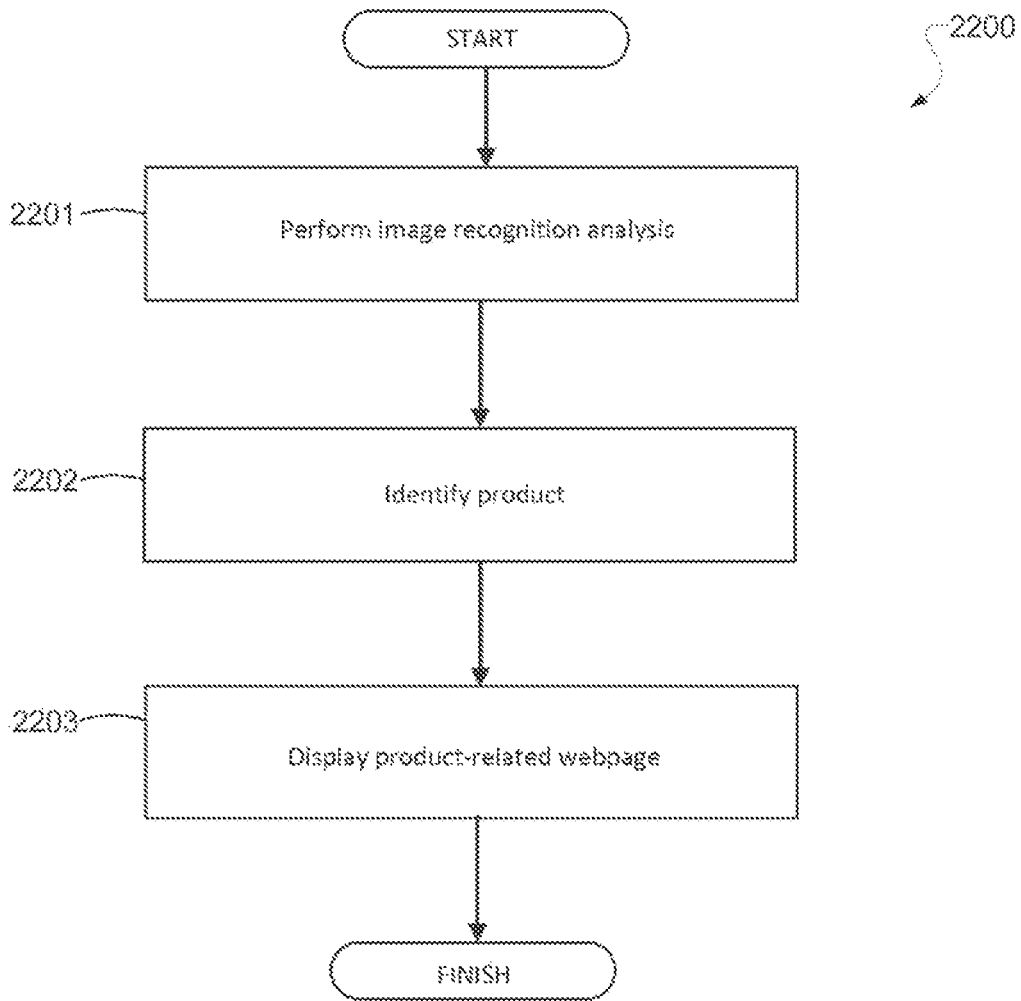 START
2200
2201
Perform image recognition analysis
2202
Identify product
2203
Display product-related webpage
FINISH